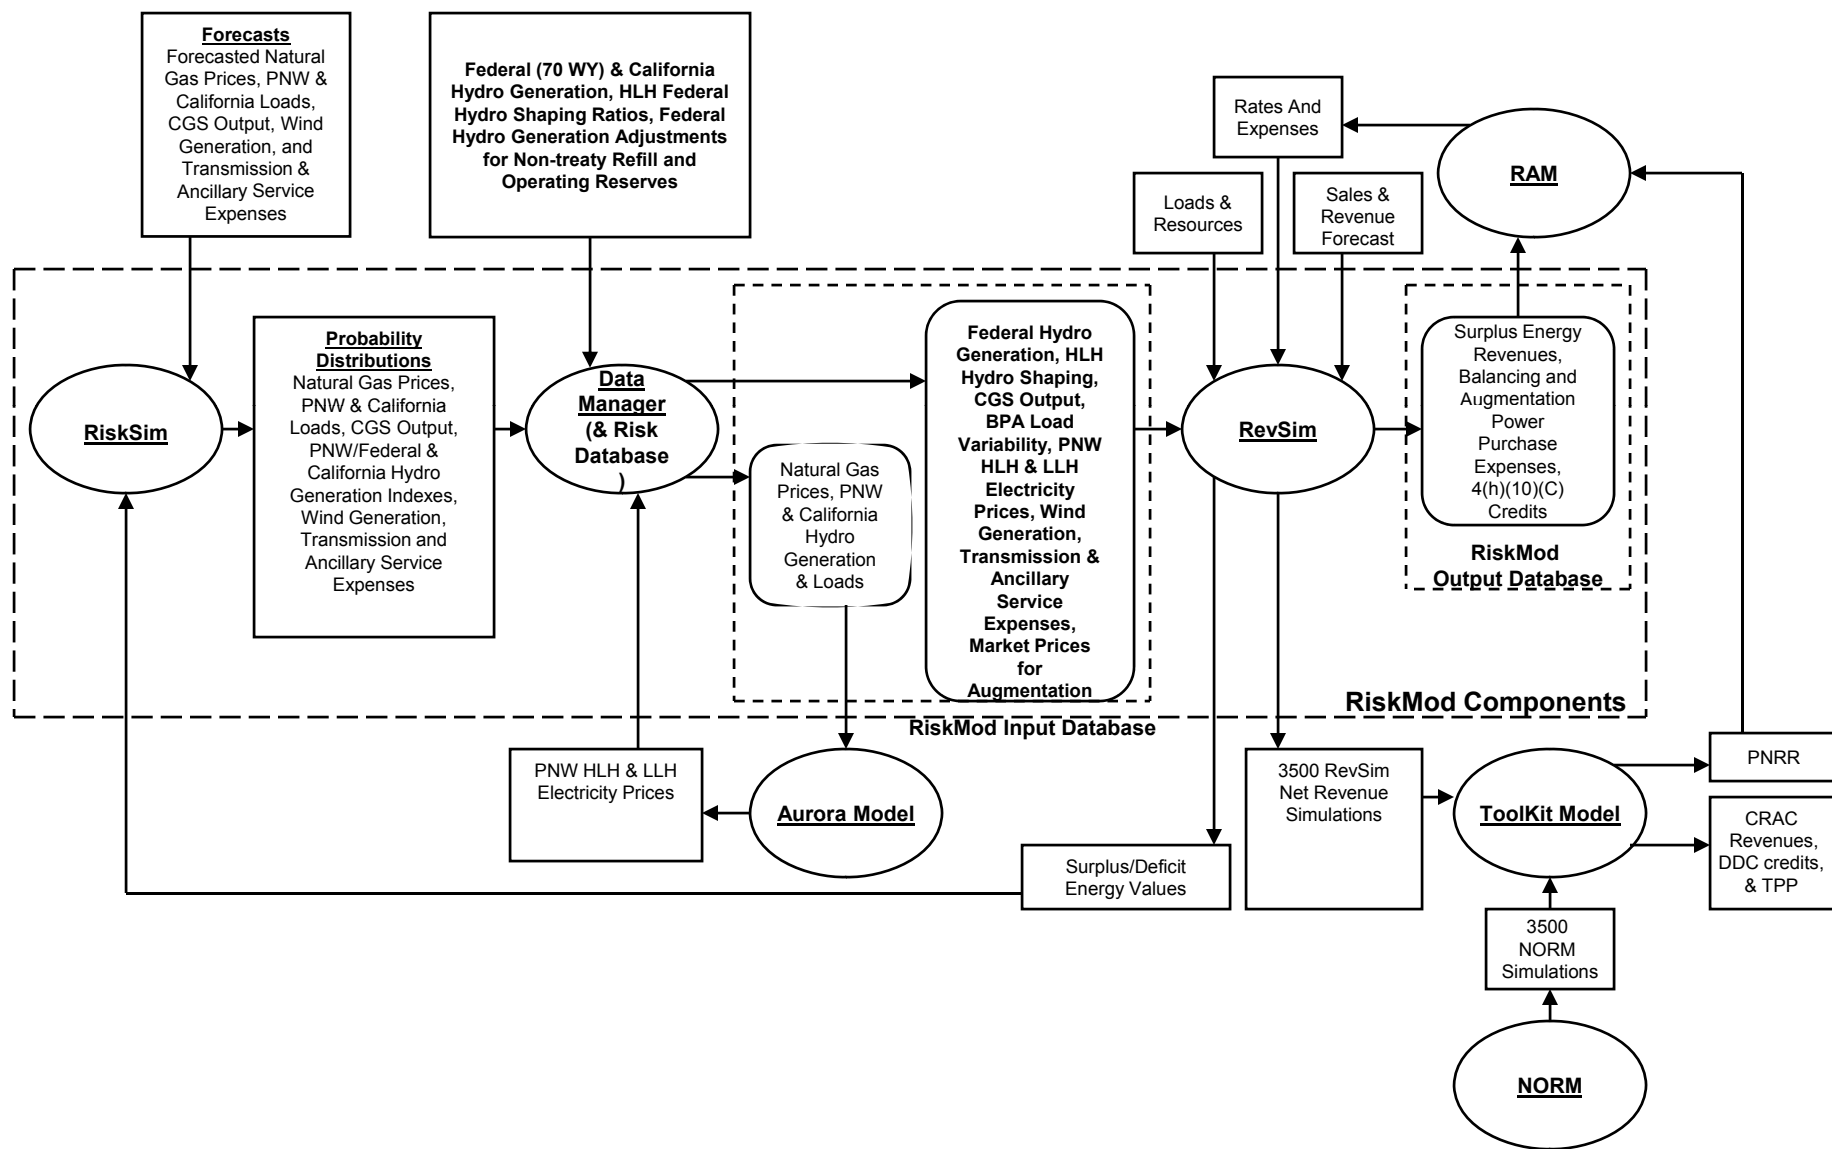 Forecasts
Forecasted Natural
Gas Prices, PNW &
California Loads,
CGS Output, Wind
Generation, and
Transmission &
Ancillary Service
Expenses
Federal (70 WY) & California
Hydro Generation, HLH Federal
Hydro Shaping Ratios, Federal
Hydro Generation Adjustments
for Non-treaty Refill and
Operating Reserves
Rates And
Expenses
RAM
Loads &
Resources
Sales &
Revenue
Forecast
RiskSim
Probability
Distributions
Natural Gas Prices,
PNW & California
Loads, CGS Output,
PNW/Federal &
California Hydro
Generation Indexes,
Wind Generation,
Transmission and
Ancillary Service
Expenses
Data
Manager
(& Risk
Database
)
Natural Gas
Prices, PNW
& California
Hydro
Generation
& Loads
Federal Hydro
Generation, HLH
Hydro Shaping,
CGS Output,
BPA Load
Variability, PNW
HLH & LLH
Electricity
Prices, Wind
Generation,
Transmission &
Ancillary
Service
Expenses,
Market Prices
for
Augmentation
RevSim
Surplus Energy
Revenues,
Balancing and
Augmentation
Power
Purchase
Expenses,
4(h)(10)(C)
Credits
RiskMod
Output Database
RiskMod Components
RiskMod Input Database
PNW HLH & LLH
Electricity Prices
Aurora Model
Surplus/Deficit
Energy Values
3500 RevSim
Net Revenue
Simulations
ToolKit Model
PNRR
CRAC
Revenues,
DDC credits,
& TPP
3500
NORM
Simulations
NORM